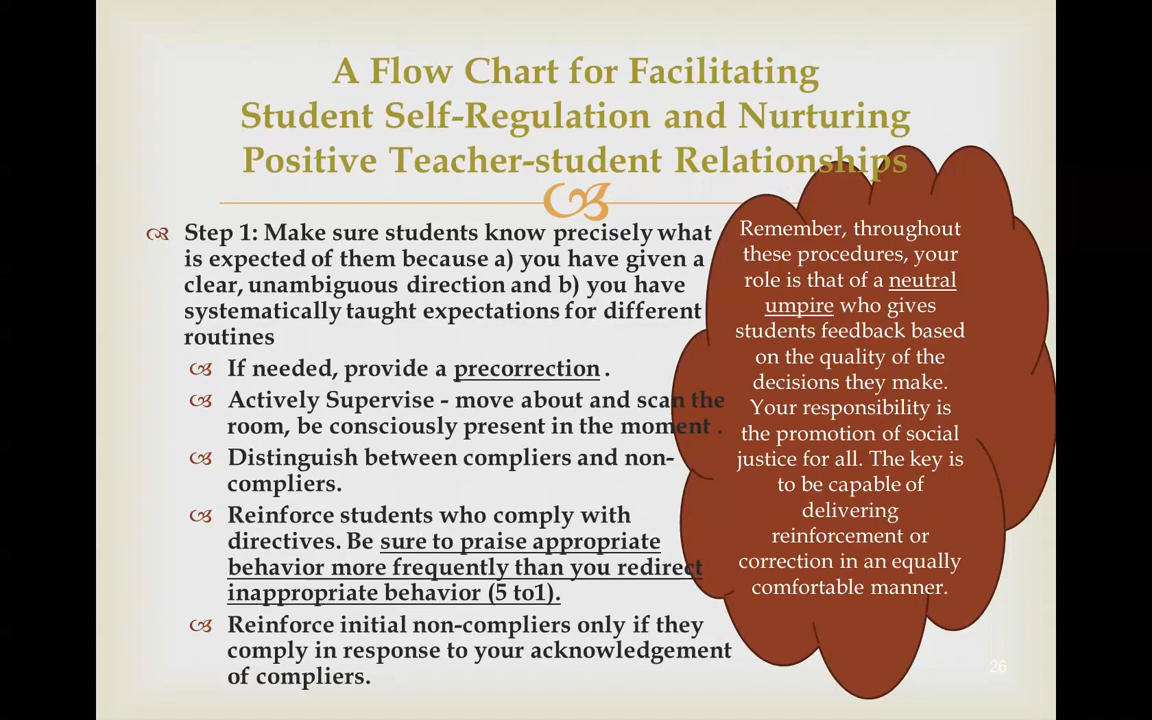 A Flow Chart for Facilitating
Student Self-Regulation and Nurturing
Positive Teacher-student Relationships
Step 1: Make sure students know precisely what
is expected of them because a) you have given a
clear, unambiguous direction and b) you have
systematically taught expectations for different
routines
If needed, provide a precorrection .
Actively Supervise - move about and scan the
room, be consciously present in the moment .
Distinguish between compliers and non-
compliers.
Reinforce students who comply with
directives. Be sure to praise appropriate
behavior more frequently than you redirect
inappropriate behavior (5 to1).
Reinforce initial non-compliers only if they
comply in response to your acknowledgement
of compliers.
Remember, throughout
these procedures, your
role is that of a neutral
umpire who gives
students feedback based
on the quality of the
decisions they make.
Your responsibility is
the promotion of social
justice for all. The key is
to be capable of
delivering
reinforcement or
correction in an equally
comfortable manner.
26